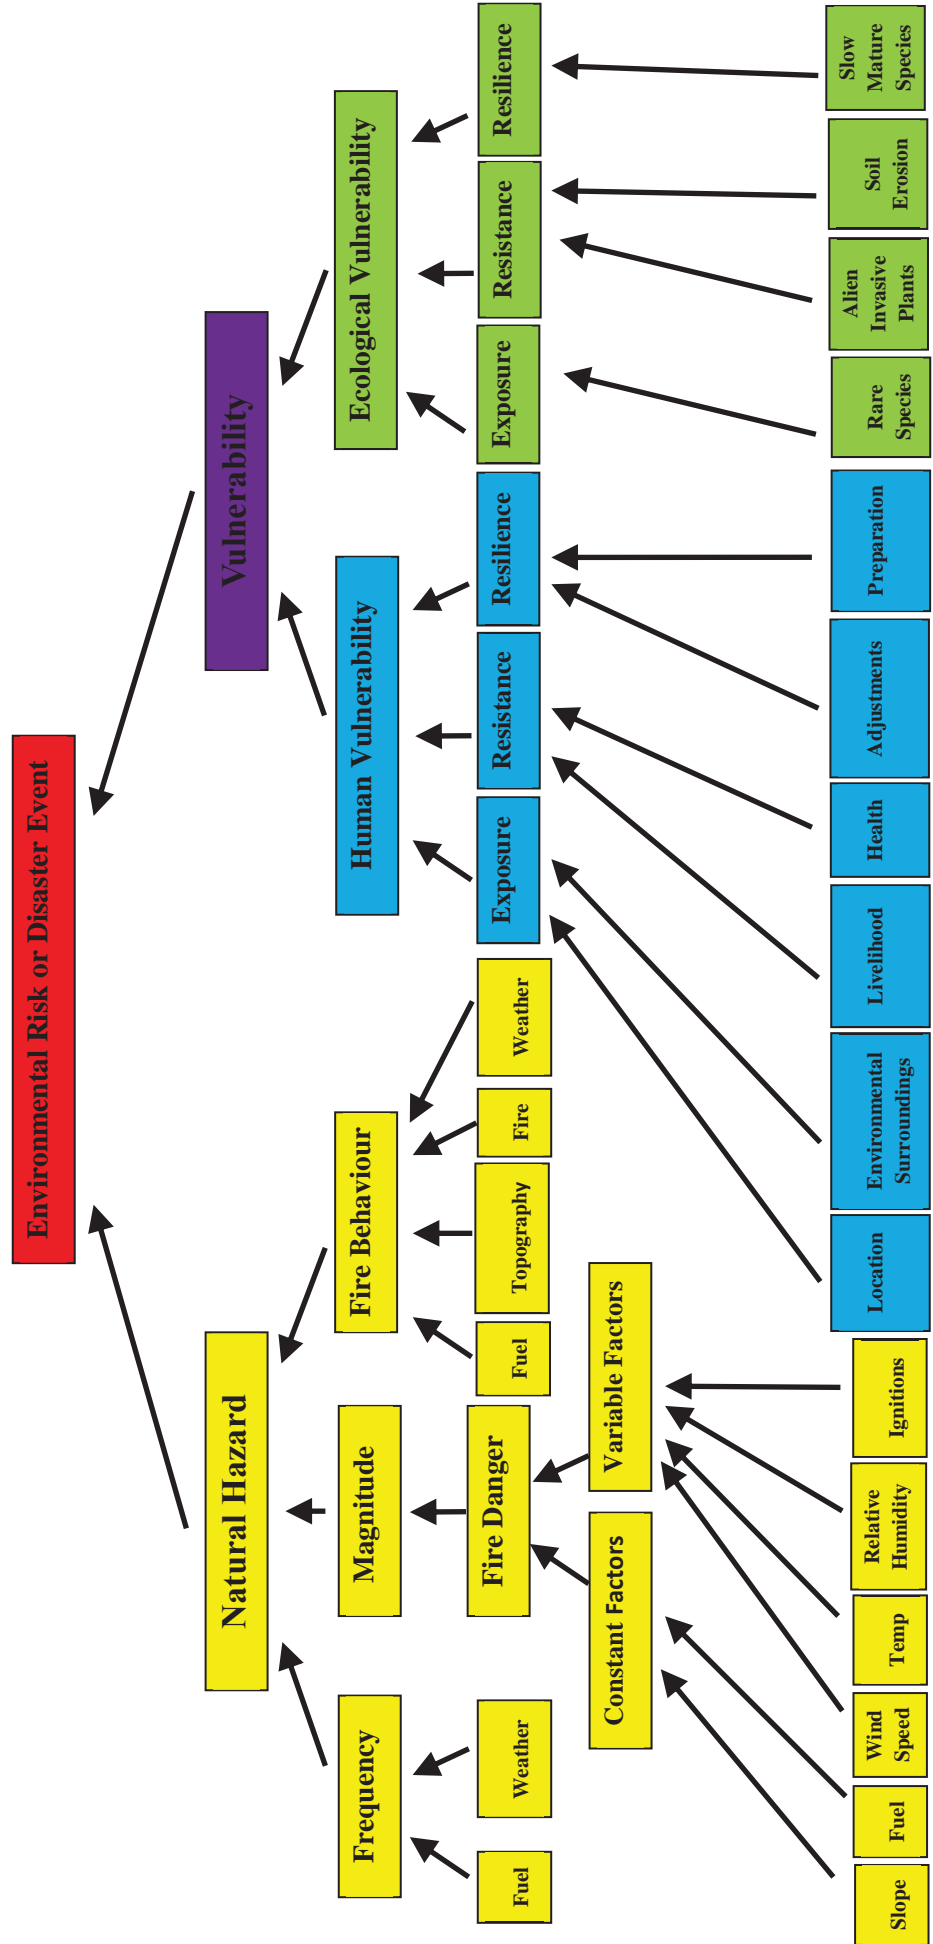 Environmental Risk or Disaster Event
Natural Hazard
Vulnerability
Frequency
Magnitude
Fire Behaviour
Human Vulnerability
Ecological Vulnerability
Fuel
Weather
Fire Danger
Fuel
Topography
Fire
Weather
Exposure
Resistance
Resilience
Exposure
Resistance
Resilience
Constant Factors
Variable Factors
Slope
Fuel
Wind
Speed
Temp
Relative
Humidity
Ignitions
Location
Environmental
Surroundings
Livelihood
Health
Adjustments
Preparation
Rare
Species
Alien
Invasive
Plants
Soil
Erosion
Slow
Mature
Species